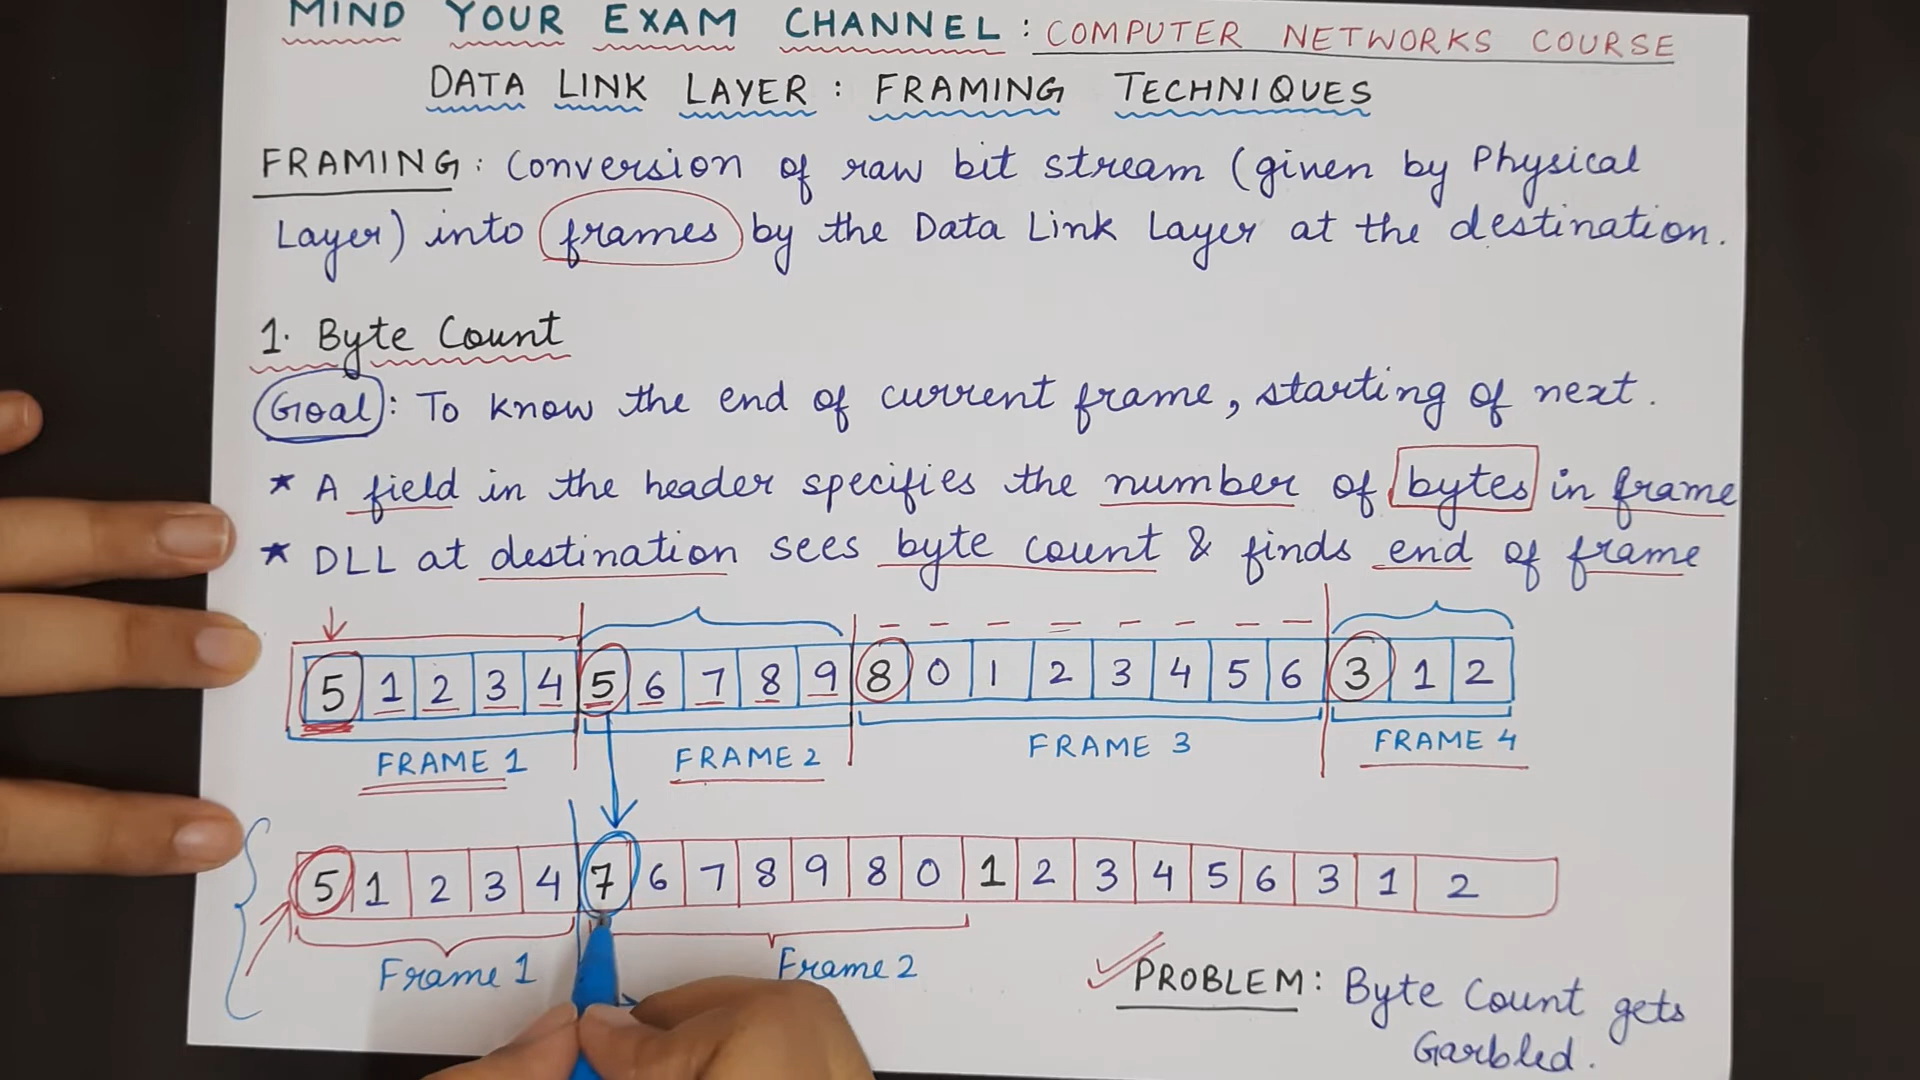 MIND YOUR EXAM CHANNEL : COMPUTER NETWORKS COURSE
DATA LINK LAYER : FRAMING TECHNIQUES
FRAMING : Conversion of raw bit stream (given by Physical
Layer) into frames by the Data Link Layer at the destination.
1. Byte Count
Goal : To know the end of current frame, starting of next.
* A field in the header specifies the number of bytes in frame
* DLL at destination sees byte count & finds end of frame
5 1 2 3 4 5 6 7 8 9 8 0 1 2 3 4 5 6 3 1 2
FRAME 1 FRAME 2 FRAME 3 FRAME 4
5 1 2 3 4 7 6 7 8 9 8 0 1 2 3 4 5 6 3 1 2
Frame 1 Frame 2
PROBLEM : Byte Count gets
Garbled.